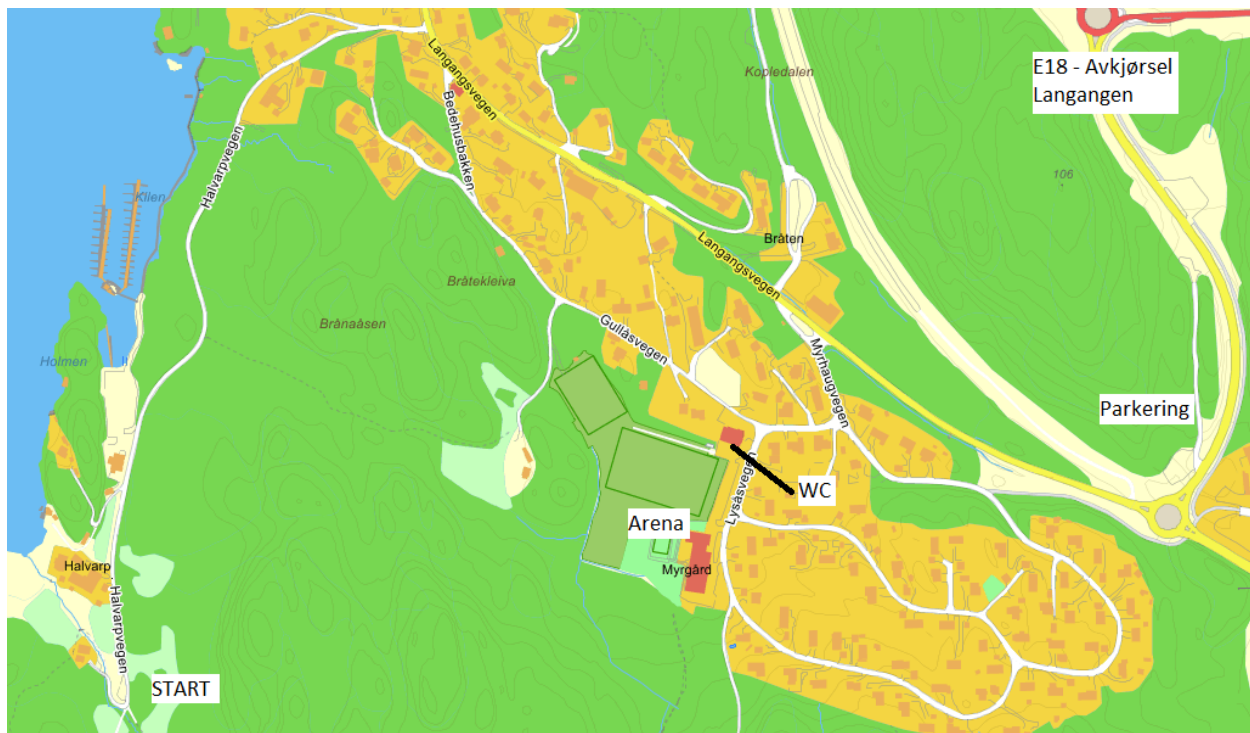 E18 - Avkjørsel
Langangen
Kopledalen
Langangsvegen
Bedehusbakken
Halvarpvegen
Kilen
106
Bråten
Langangsvegen
Bråtekleiva
Brånaåsen
Gullåsvegen
Holmen
Myrhaugvegen
Parkering
Lysåsvegen
WC
Arena
Halvarp
Myrgård
Halvarpvegen
START